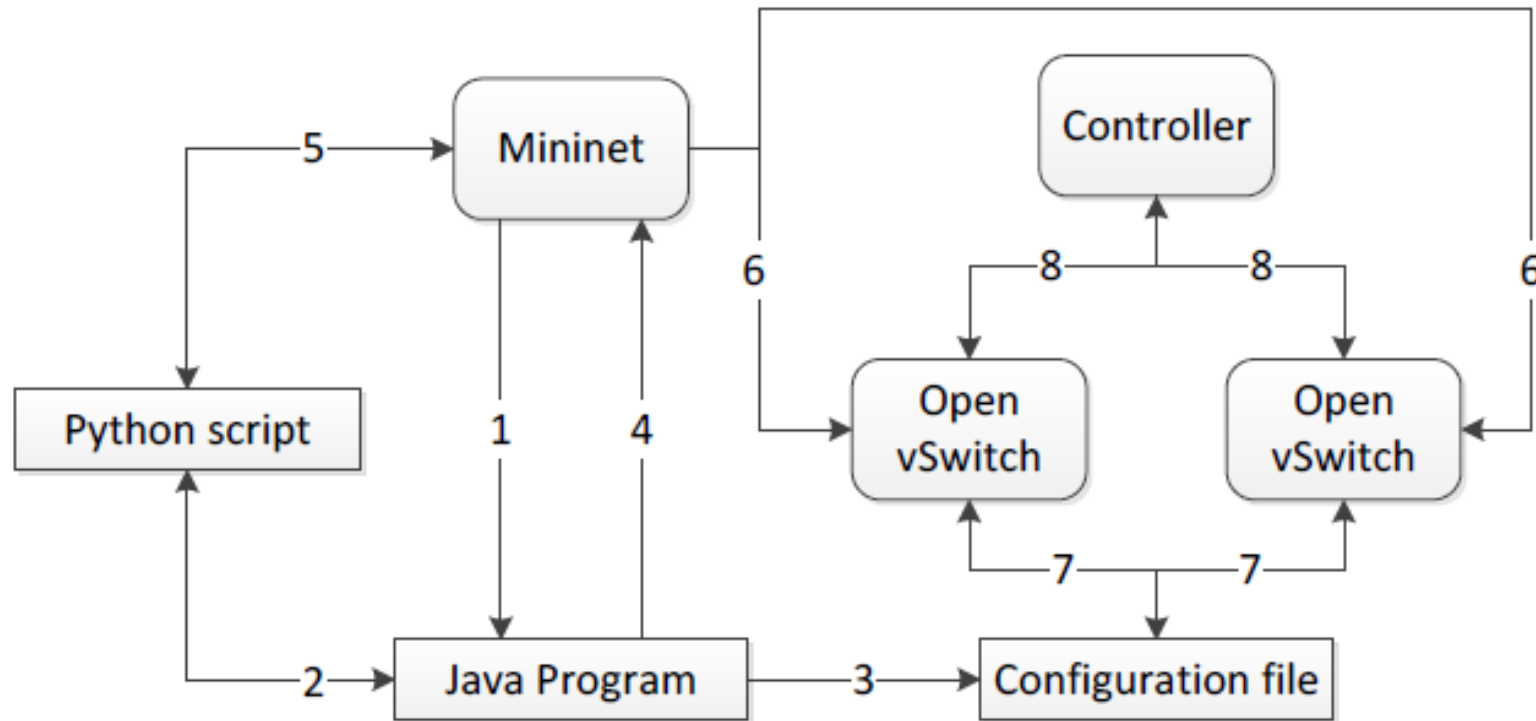 Controller
5
Mininet
6
8
8
6
Open
vSwitch
Open
vSwitch
Python script
1
4
7
7
2
Java Program
3
Configuration file